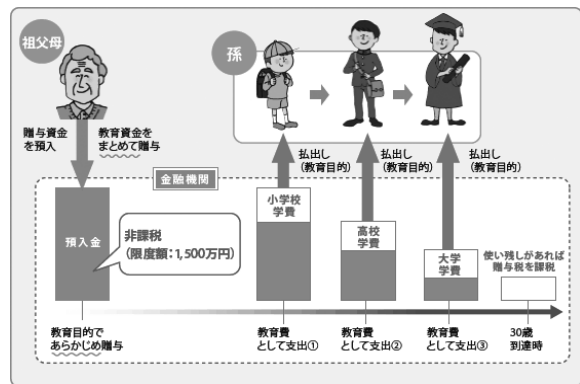 祖父母
孫
贈与資金
を預入
教育資金を
まとめて贈与
払出し
(教育目的)
払出し
(教育目的)
払出し
(教育目的)
金融機関
預入金
非課税
(限度額:1,500万円)
小学校
学費
高校
学費
大学
学費
使い残しがあれば
贈与税を課税
教育目的で
あらかじめ贈与
教育費
として支出①
教育費
として支出②
教育費
として支出③
30歳
到達時